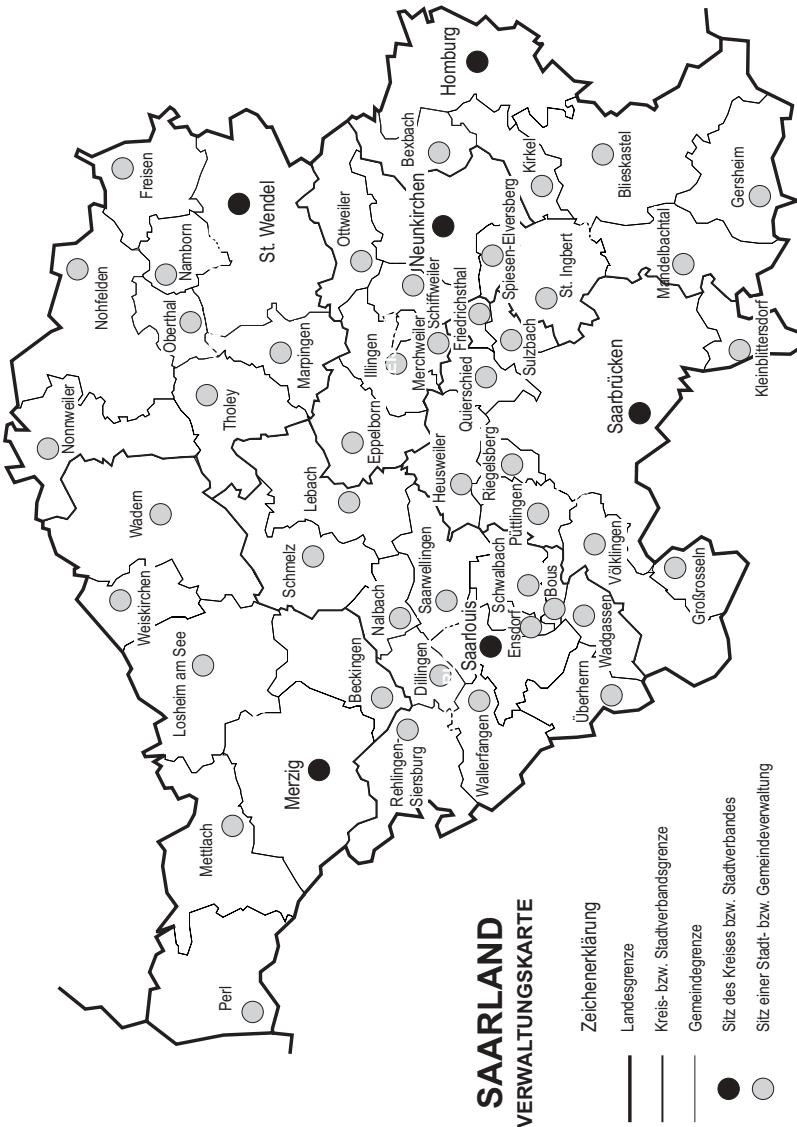 SAARLAND
VERWALTUNGSKARTE
Zeichenerklärung
Landesgrenze
Kreis- bzw. Stadtverbandsgrenze
Gemeindegrenze
Sitz des Kreises bzw. Stadtverbandes
Sitz einer Stadt- bzw. Gemeindeverwaltung
Perl
Mettlach
Merzig
Losheim am See
Weiskirchen
Wadern
Nonnweiler
Nohfelden
Freisen
Namborn
Oberthal
St. Wendel
Tholey
Marpingen
Beckingen
Rehlingen-
Siersburg
Schmelz
Lebach
Eppelborn
Illingen
Ottweiler
Nalbach
Dillingen
Saarwellingen
Heusweiler
Merchweiler
Schiffweiler
Neunkirchen
Bexbach
Homburg
Wallerfangen
Saarlouis
Schwalbach
Ensdorf
Bous
Püttlingen
Riegelsberg
Quierschied
Friedrichsthal
Sulzbach
Spiesen-Elversberg
Kirkel
St. Ingbert
Blieskastel
Überherrn
Wadgassen
Völklingen
Großrosseln
Saarbrücken
Kleinblittersdorf
Mandelbachtal
Gersheim